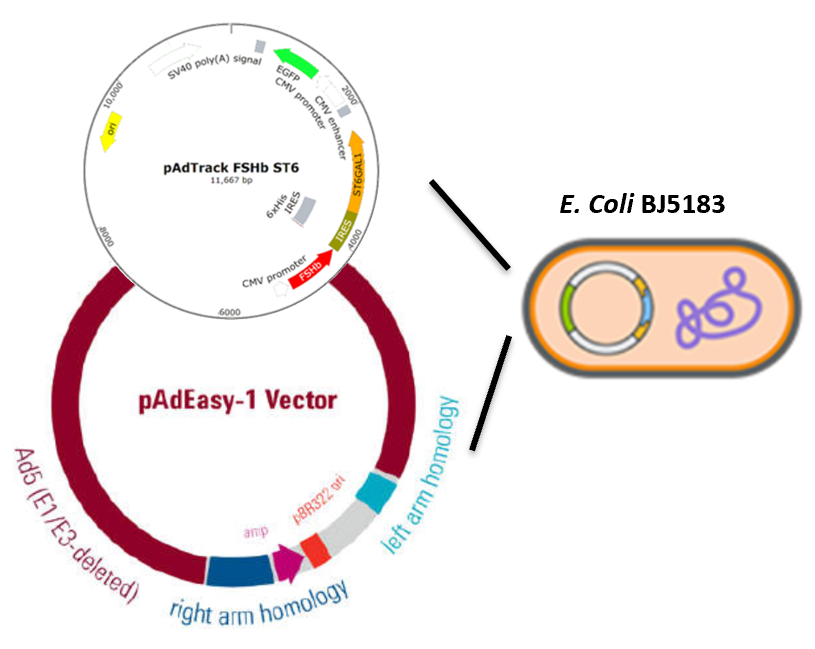 SV40 poly(A) signal
EGFP
CMV promoter
CMV enhancer
2000
10,000
ori
pAdTrack FSHb ST6
11,667 bp
ST6GAL1
6xHis
IRES
IRES
4000
8000
CMV promoter
FSHb
6000
E. Coli BJ5183
pAdEasy-1 Vector
Ad5 (E1/E3-deleted)
amp
pBR322 ori
left arm homology
right arm homology